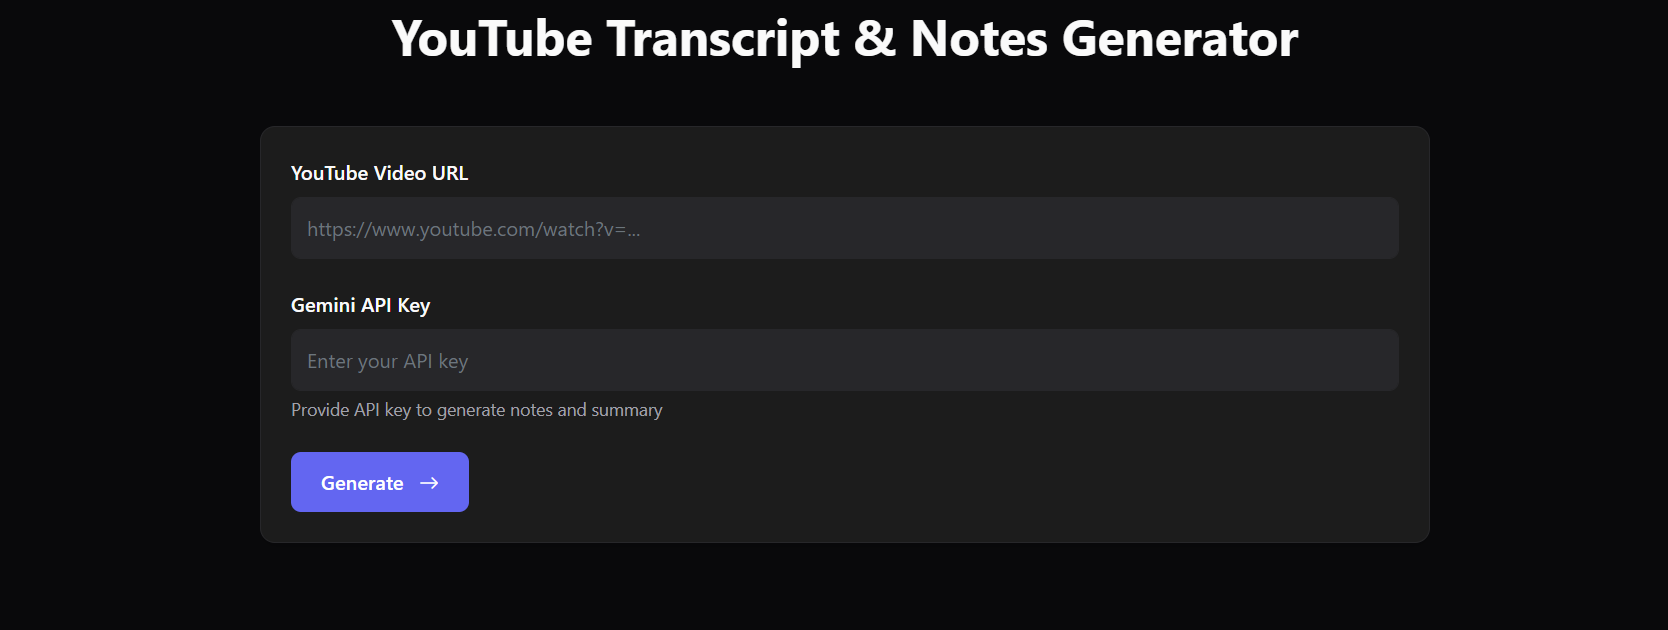 YouTube Transcript & Notes Generator
YouTube Video URL
https://www.youtube.com/watch?v=...
Gemini API Key
Enter your API key
Provide API key to generate notes and summary
Generate →